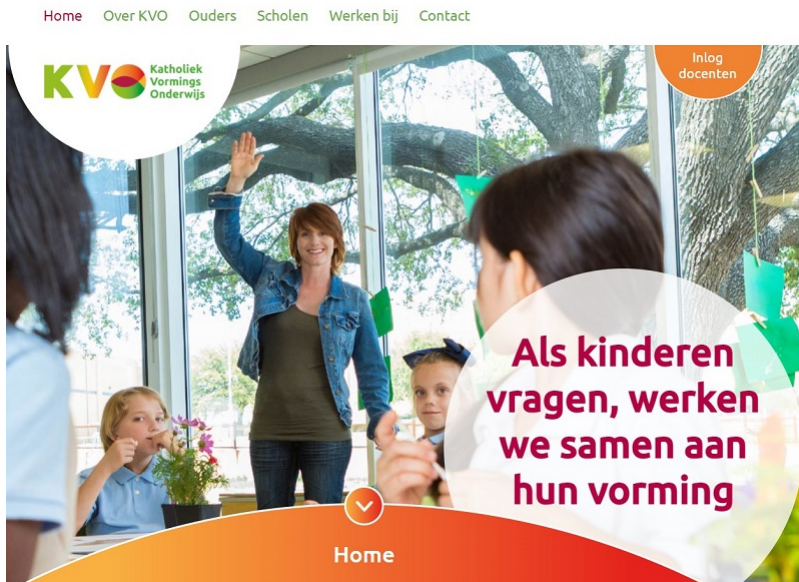 Home Over KVO Ouders Scholen Werken bij Contact
KVO Katholiek
Vormings
Onderwijs
Inlog
docenten
Als kinderen
vragen, werken
we samen aan
hun vorming
Home